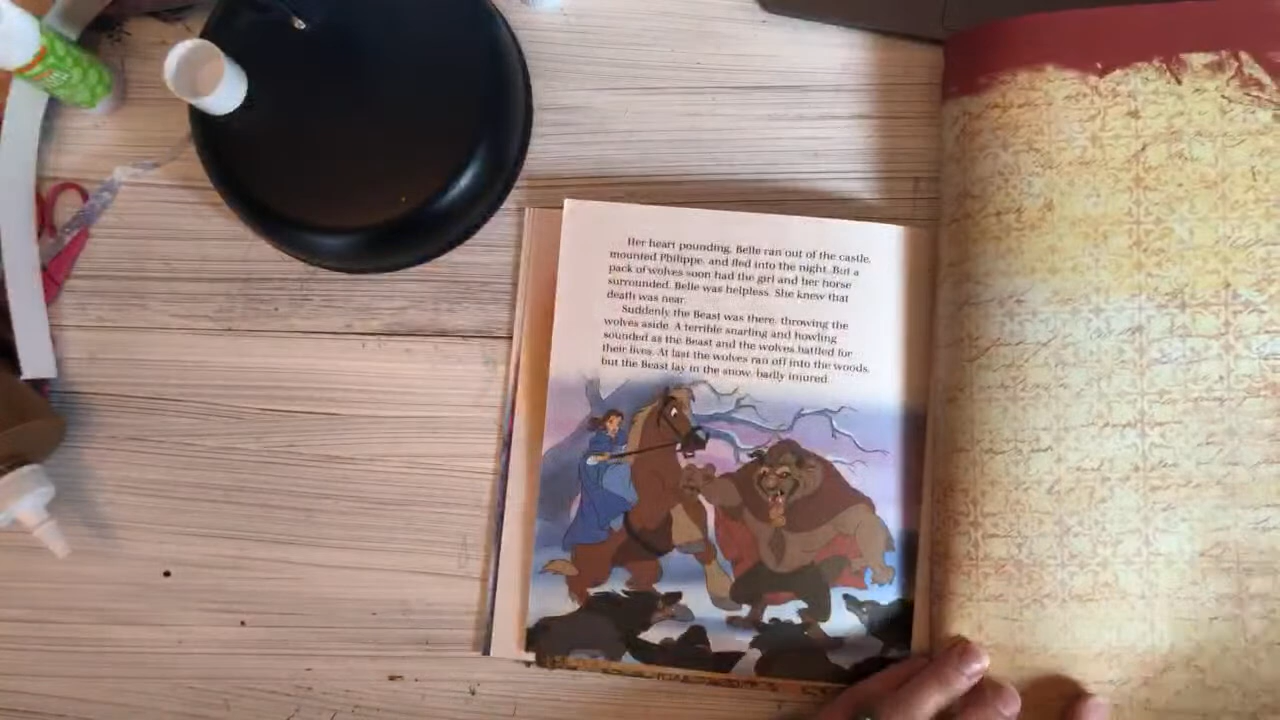 Her heart pounding, Belle ran out of the castle,
mounted Philippe, and fled into the night. But a
pack of wolves soon had the girl and her horse
surrounded. Belle was helpless. She knew that
death was near.
Suddenly the Beast was there, throwing the
wolves aside. A terrible snarling and howling
sounded as the Beast and the wolves battled for
their lives. At last the wolves ran off into the woods,
but the Beast lay in the snow, badly injured.